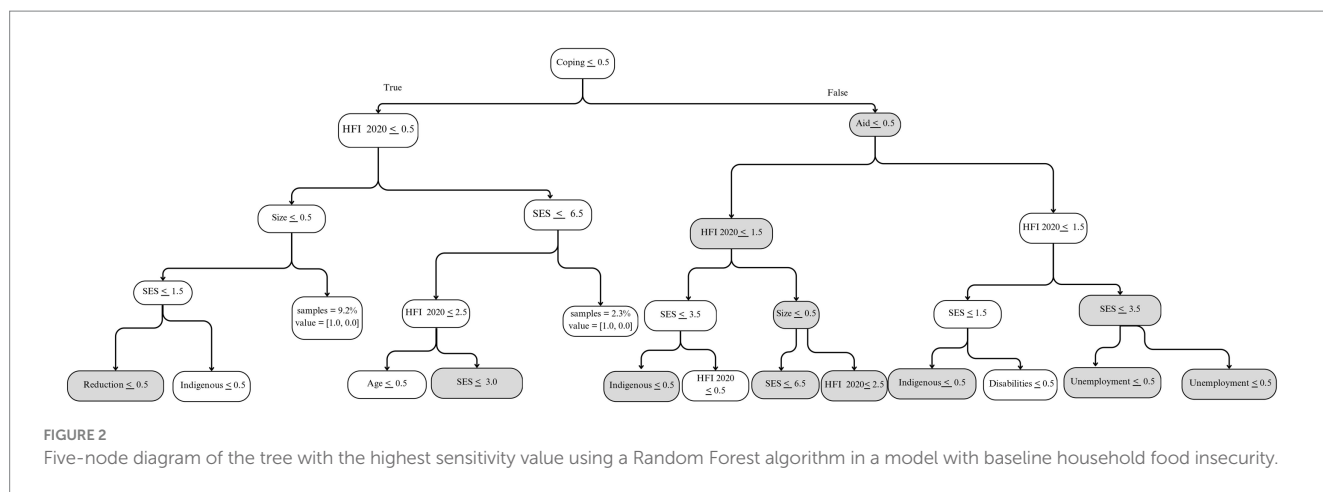 Coping ≤ 0.5
True
False
HFI 2020 ≤ 0.5
Aid ≤ 0.5
Size ≤ 0.5
SES ≤ 6.5
HFI 2020 ≤ 1.5
HFI 2020 ≤ 1.5
SES ≤ 1.5
samples = 9.2%
value = [1.0, 0.0]
HFI 2020 ≤ 2.5
samples = 2.3%
value = [1.0, 0.0]
SES ≤ 3.5
Size ≤ 0.5
SES ≤ 1.5
SES ≤ 3.5
Reduction ≤ 0.5
Indigenous ≤ 0.5
Age ≤ 0.5
SES ≤ 3.0
Indigenous ≤ 0.5
HFI 2020
≤ 0.5
SES ≤ 6.5
HFI 2020 ≤ 2.5
Indigenous ≤ 0.5
Disabilities ≤ 0.5
Unemployment ≤ 0.5
Unemployment ≤ 0.5
FIGURE 2
Five-node diagram of the tree with the highest sensitivity value using a Random Forest algorithm in a model with baseline household food insecurity.